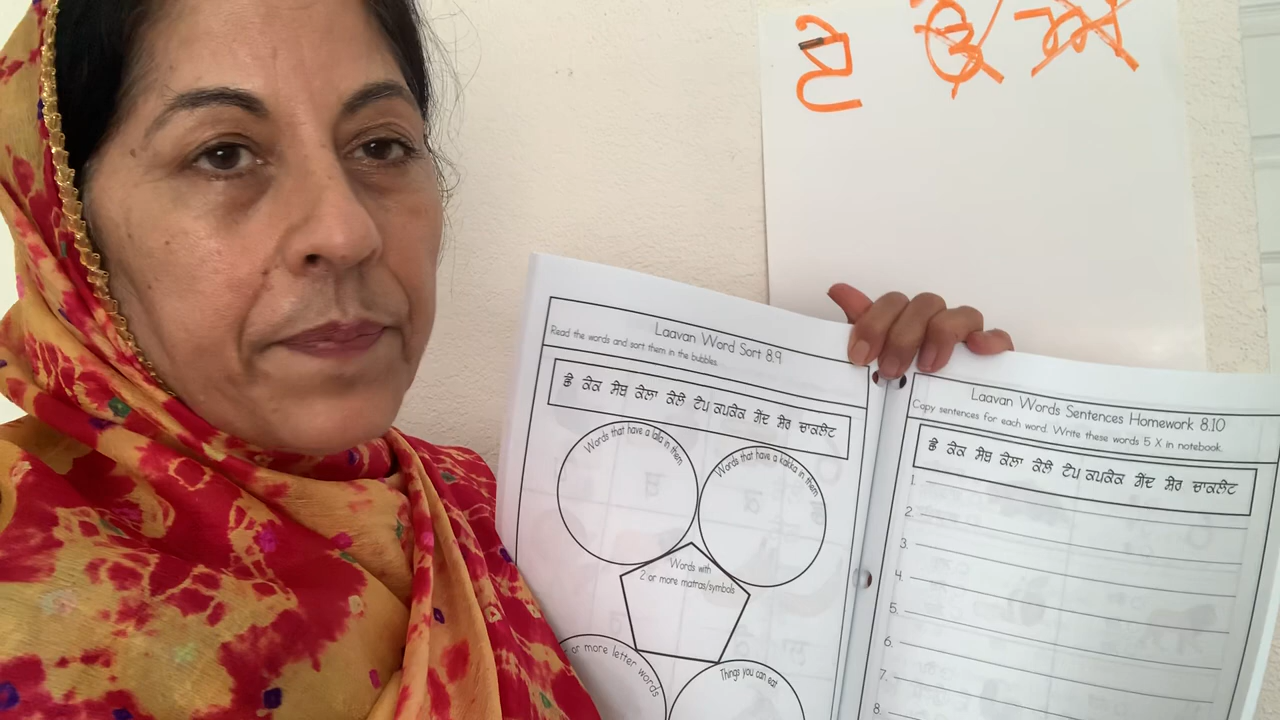 Laavan Word Sort 8.9
Read the words and sort them in the bubbles.
ਛੇ ਕੇਕ ਸੇਬ ਕੇਲਾ ਕੇਲੇ ਟੇਪ ਕਪਕੇਕ ਗੇਂਦ ਸ਼ੇਰ ਚਾਕਲੇਟ
Words that have a lalla in them
Words that have a kakka in them
Words with
2 or more matras/symbols
or more letter words
Things you can eat
Laavan Words Sentences Homework 8.10
Copy sentences for each word. Write these words 5 X in notebook.
ਛੇ ਕੇਕ ਸੇਬ ਕੇਲਾ ਕੇਲੇ ਟੇਪ ਕਪਕੇਕ ਗੇਂਦ ਸ਼ੇਰ ਚਾਕਲੇਟ
1.
2.
3.
4.
5.
6.
7.
8.